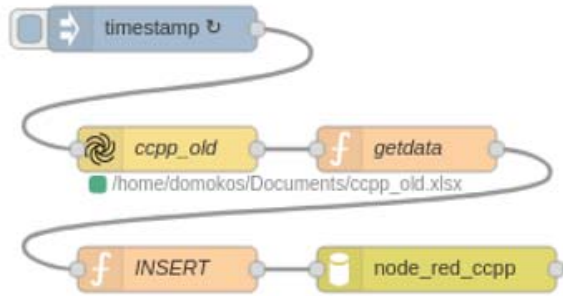 timestamp ↻
ccpp_old
getdata
/home/domokos/Documents/ccpp_old.xlsx
INSERT
node_red_ccpp